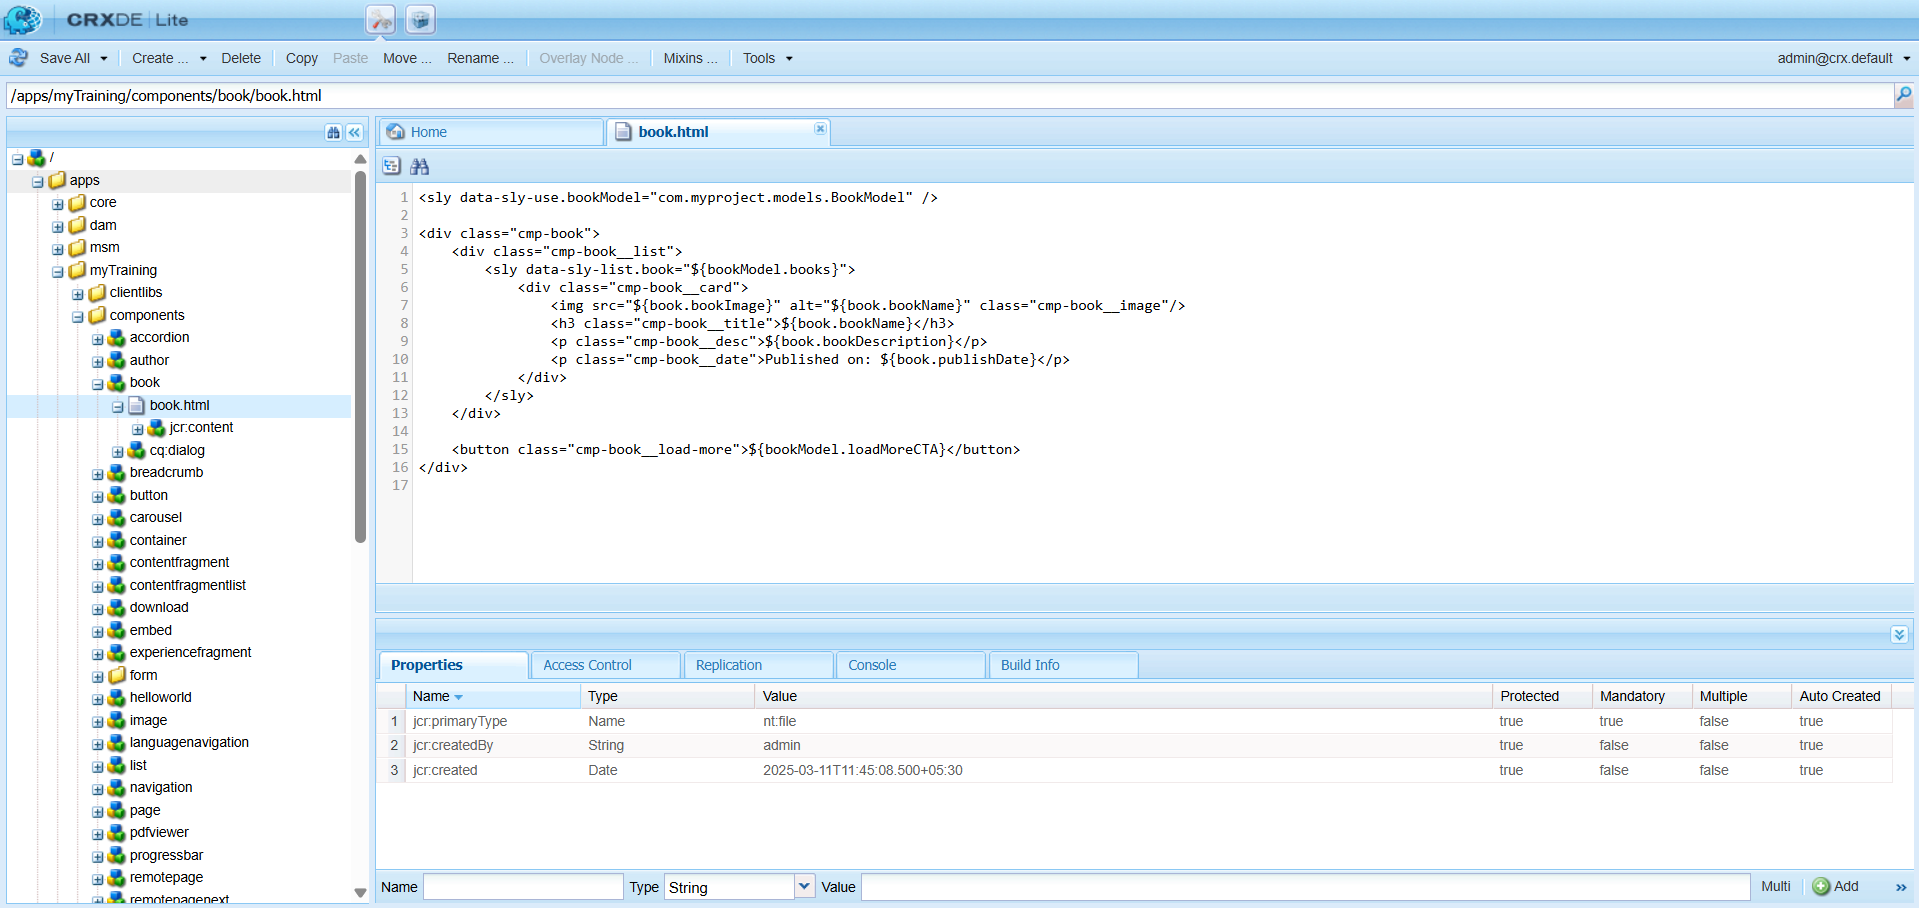 CRXDE | Lite
Save All Create ... Delete Copy Paste Move ... Rename ... Overlay Node ... Mixins ... Tools admin@crx.default
/apps/myTraining/components/book/book.html
/
apps
core
dam
msm
myTraining
clientlibs
components
accordion
author
book
book.html
jcr:content
cq:dialog
breadcrumb
button
carousel
container
contentfragment
contentfragmentlist
download
embed
experiencefragment
form
helloworld
image
languagenavigation
list
navigation
page
pdfviewer
progressbar
remotepage
remotepagenext
Home book.html
1 <sly data-sly-use.bookModel="com.myproject.models.BookModel" />
2
3 <div class="cmp-book">
4     <div class="cmp-book__list">
5         <sly data-sly-list.book="${bookModel.books}">
6             <div class="cmp-book__card">
7                 <img src="${book.bookImage}" alt="${book.bookName}" class="cmp-book__image"/>
8                 <h3 class="cmp-book__title">${book.bookName}</h3>
9                 <p class="cmp-book__desc">${book.bookDescription}</p>
10                 <p class="cmp-book__date">Published on: ${book.publishDate}</p>
11             </div>
12         </sly>
13     </div>
14
15     <button class="cmp-book__load-more">${bookModel.loadMoreCTA}</button>
16 </div>
17
Properties Access Control Replication Console Build Info
Name Type Value Protected Mandatory Multiple Auto Created
1 jcr:primaryType Name nt:file true true false true
2 jcr:createdBy String admin true false false true
3 jcr:created Date 2025-03-11T11:45:08.500+05:30 true false false true
Name Type String Value Multi Add